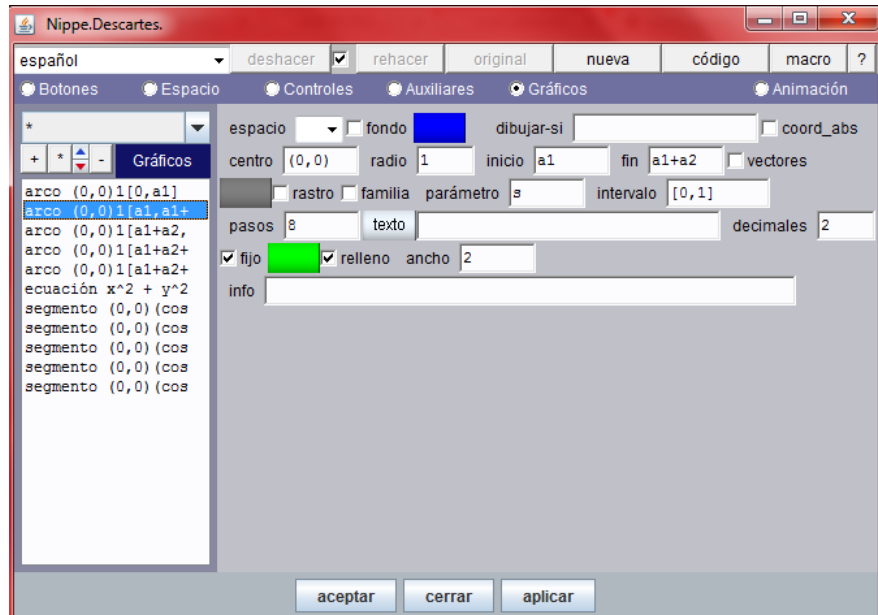 Nippe.Descartes.
español deshacer rehacer original nueva código macro ?
Botones Espacio Controles Auxiliares Gráficos Animación
* espacio fondo dibujar-si coord_abs
+ * - Gráficos centro (0,0) radio 1 inicio a1 fin a1+a2 vectores
arco (0,0)1[0,a1] rastro familia parámetro s intervalo [0,1]
arco (0,0)1[a1,a1+
arco (0,0)1[a1+a2, pasos 8 texto decimales 2
arco (0,0)1[a1+a2+ fijo relleno ancho 2
arco (0,0)1[a1+a2+
ecuación x^2 + y^2 info
segmento (0,0)(cos
segmento (0,0)(cos
segmento (0,0)(cos
segmento (0,0)(cos
segmento (0,0)(cos
aceptar cerrar aplicar